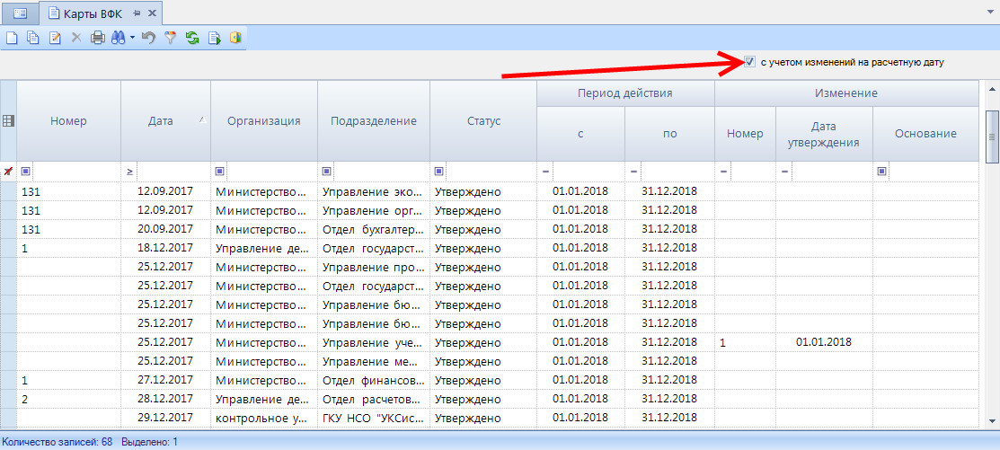 Карты ВФК
с учетом изменений на расчетную дату
Номер Дата Организация Подразделение Статус Период действия Изменение
с по Номер Дата утверждения Основание
131 12.09.2017 Министерство... Управление эко... Утверждено 01.01.2018 31.12.2018
131 12.09.2017 Министерство... Управление орг... Утверждено 01.01.2018 31.12.2018
131 20.09.2017 Министерство... Отдел бухгалтер... Утверждено 01.01.2018 31.12.2018
1 18.12.2017 Управление де... Отдел государст... Утверждено 01.01.2018 31.12.2018
25.12.2017 Министерство... Управление про... Утверждено 01.01.2018 31.12.2018
25.12.2017 Министерство... Отдел государст... Утверждено 01.01.2018 31.12.2018
25.12.2017 Министерство... Управление бю... Утверждено 01.01.2018 31.12.2018
25.12.2017 Министерство... Управление бю... Утверждено 01.01.2018 31.12.2018
25.12.2017 Министерство... Управление уче... Утверждено 01.01.2018 31.12.2018 1 01.01.2018
25.12.2017 Министерство... Управление ме... Утверждено 01.01.2018 31.12.2018
1 27.12.2017 Министерство... Отдел финансов... Утверждено 01.01.2018 31.12.2018
2 28.12.2017 Управление де... Отдел расчетов... Утверждено 01.01.2018 31.12.2018
29.12.2017 контрольное у... ГКУ НСО "УКСис... Утверждено 01.01.2018 31.12.2018
Количество записей: 68 Выделено: 1